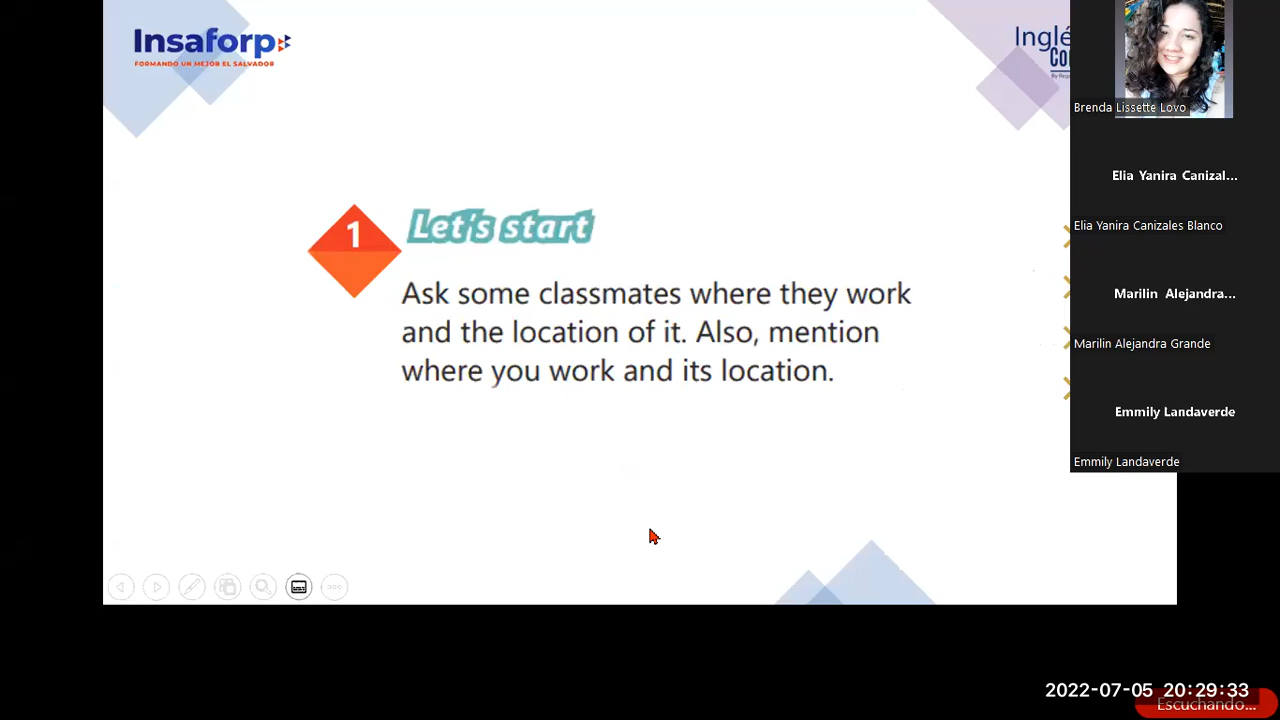 Insaforp
FORMANDO UN MEJOR EL SALVADOR
Inglé
CO
By Rega
1
Let's start
Ask some classmates where they work
and the location of it. Also, mention
where you work and its location.
Brenda Lissette Lovo
Elia Yanira Canizal...
Elia Yanira Canizales Blanco
Marilin Alejandra...
Marilin Alejandra Grande
Emmily Landaverde
Emmily Landaverde
2022-07-05 20:29:33
Escuchando...